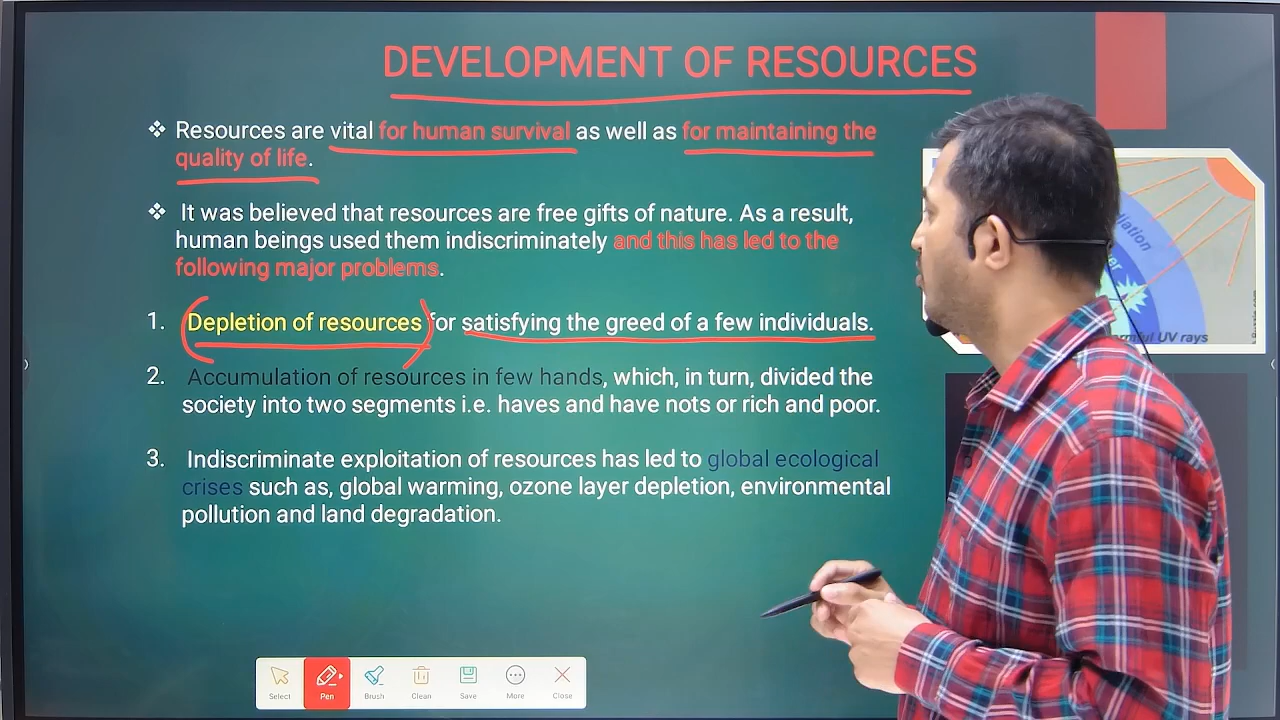 DEVELOPMENT OF RESOURCES
❖ Resources are vital for human survival as well as for maintaining the
quality of life.
❖ It was believed that resources are free gifts of nature. As a result,
human beings used them indiscriminately and this has led to the
following major problems.
1. Depletion of resources for satisfying the greed of a few individuals.
2. Accumulation of resources in few hands, which, in turn, divided the
society into two segments i.e. haves and have nots or rich and poor.
3. Indiscriminate exploitation of resources has led to global ecological
crises such as, global warming, ozone layer depletion, environmental
pollution and land degradation.
UV rays
Select
Pen
Brush
Clean
Save
More
Close